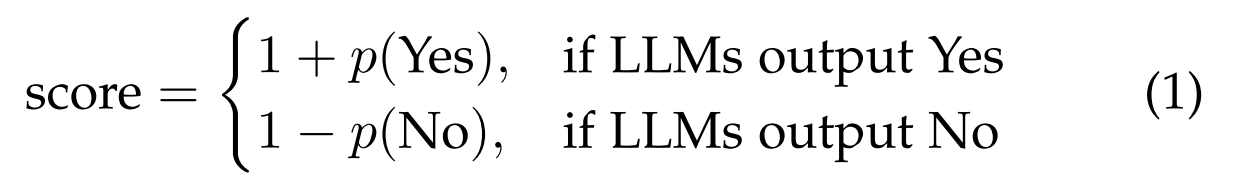 score = { 1 + p(Yes), if LLMs output Yes
1 − p(No), if LLMs output No
(1)